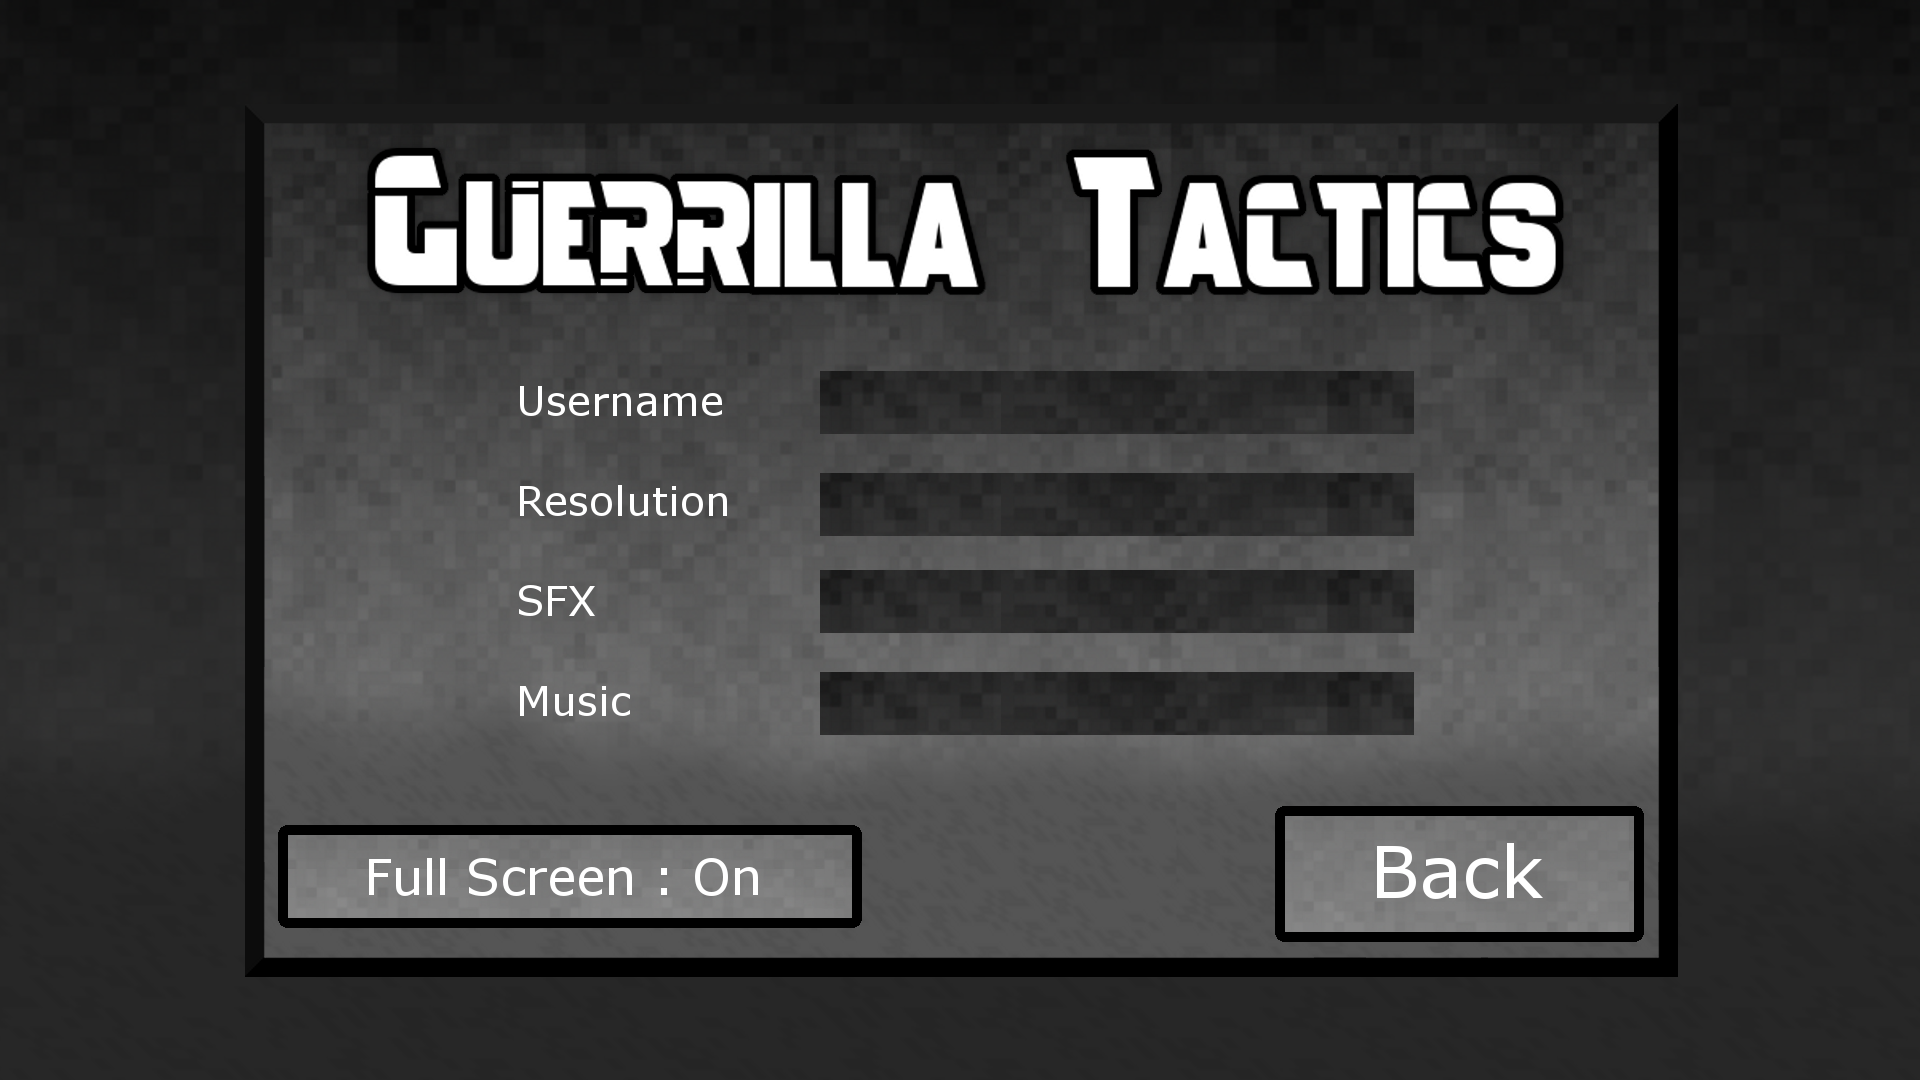 Guerrilla Tactics
Username
Resolution
SFX
Music
Full Screen : On
Back